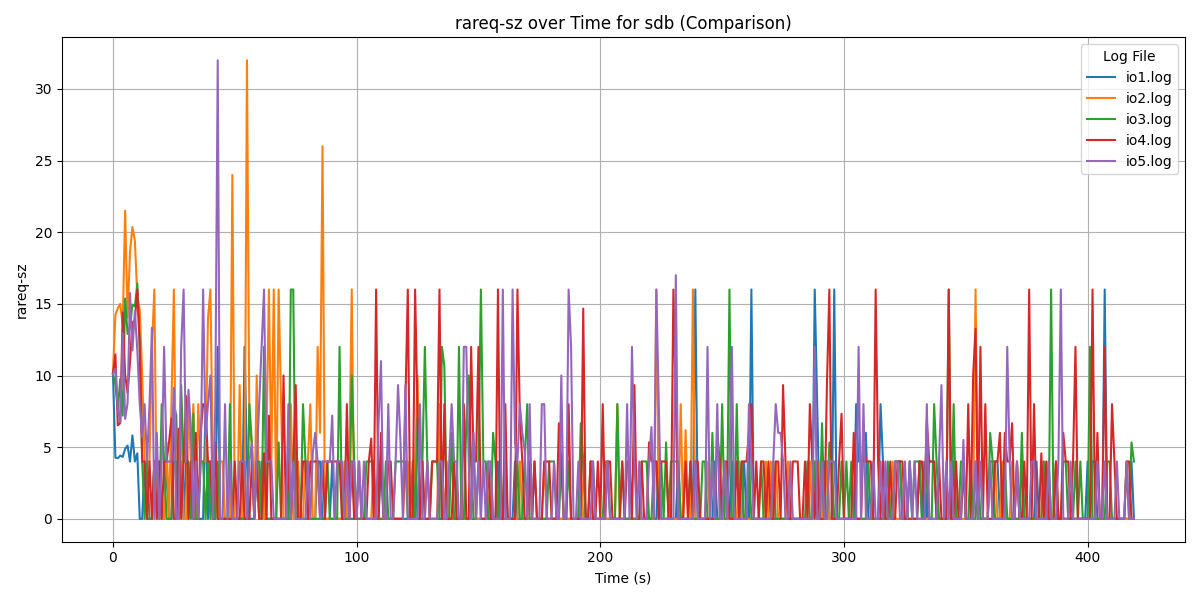 rareq-sz over Time for sdb (Comparison)
Log File
io1.log
io2.log
io3.log
io4.log
io5.log
rareq-sz
30
25
20
15
10
5
0
0 100 200 300 400
Time (s)